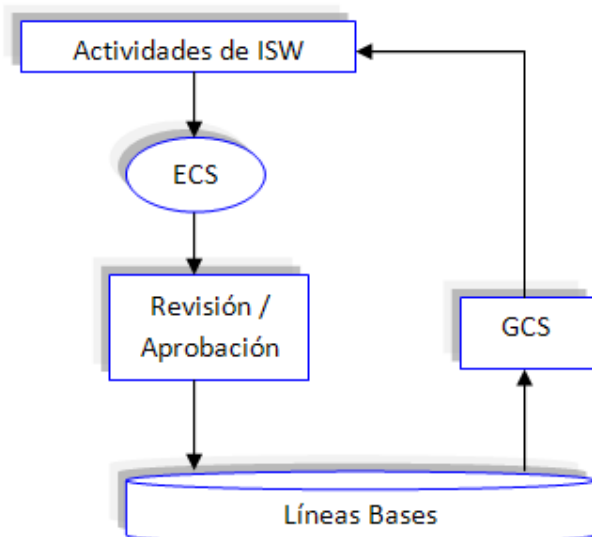 Actividades de ISW
ECS
Revisión /
Aprobación
GCS
Líneas Bases